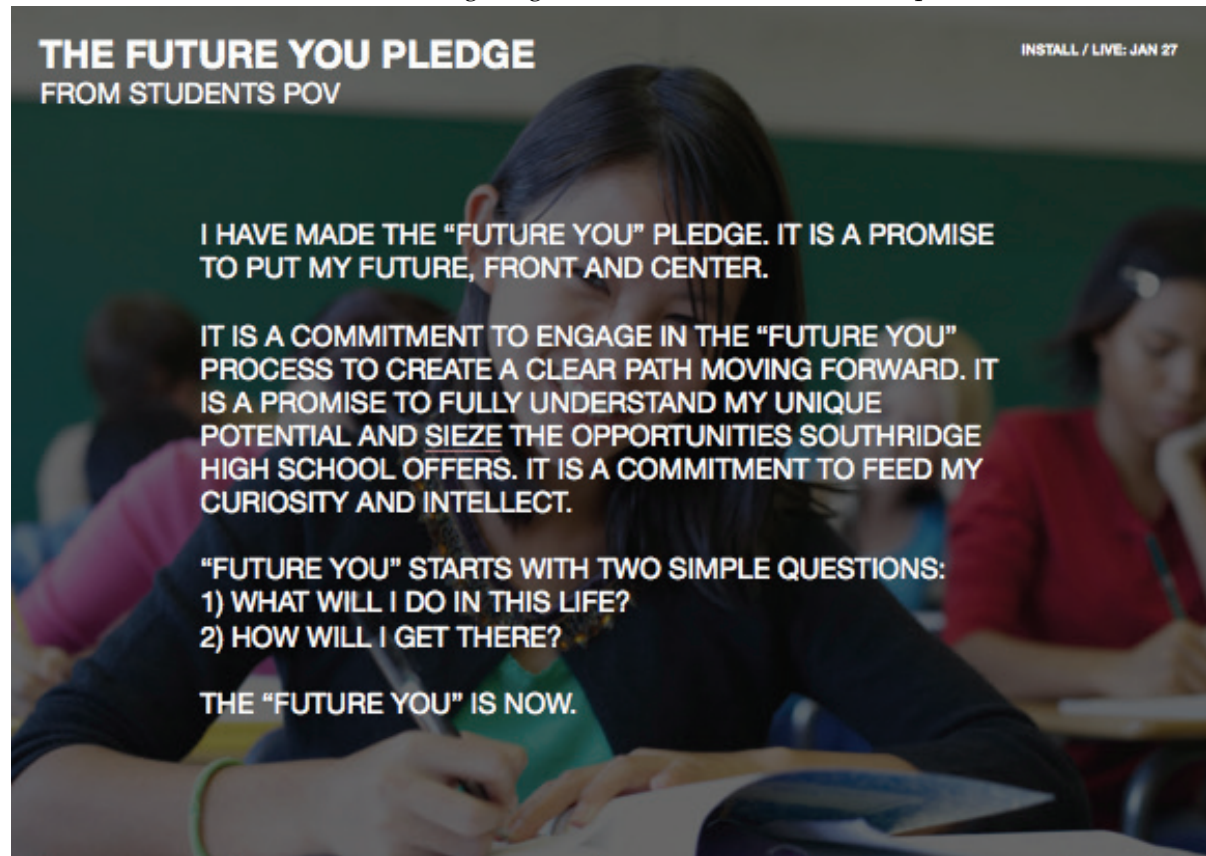 THE FUTURE YOU PLEDGE
FROM STUDENTS POV
INSTALL / LIVE: JAN 27
I HAVE MADE THE “FUTURE YOU” PLEDGE. IT IS A PROMISE
TO PUT MY FUTURE, FRONT AND CENTER.
IT IS A COMMITMENT TO ENGAGE IN THE “FUTURE YOU”
PROCESS TO CREATE A CLEAR PATH MOVING FORWARD. IT
IS A PROMISE TO FULLY UNDERSTAND MY UNIQUE
POTENTIAL AND SIEZE THE OPPORTUNITIES SOUTHRIDGE
HIGH SCHOOL OFFERS. IT IS A COMMITMENT TO FEED MY
CURIOSITY AND INTELLECT.
“FUTURE YOU” STARTS WITH TWO SIMPLE QUESTIONS:
1) WHAT WILL I DO IN THIS LIFE?
2) HOW WILL I GET THERE?
THE “FUTURE YOU” IS NOW.